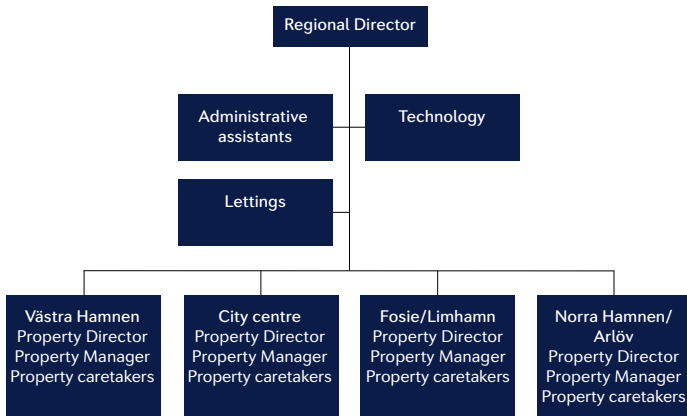 Regional Director
Administrative
assistants
Technology
Lettings
Västra Hamnen
Property Director
Property Manager
Property caretakers
City centre
Property Director
Property Manager
Property caretakers
Fosie/Limhamn
Property Director
Property Manager
Property caretakers
Norra Hamnen/
Arlöv
Property Director
Property Manager
Property caretakers